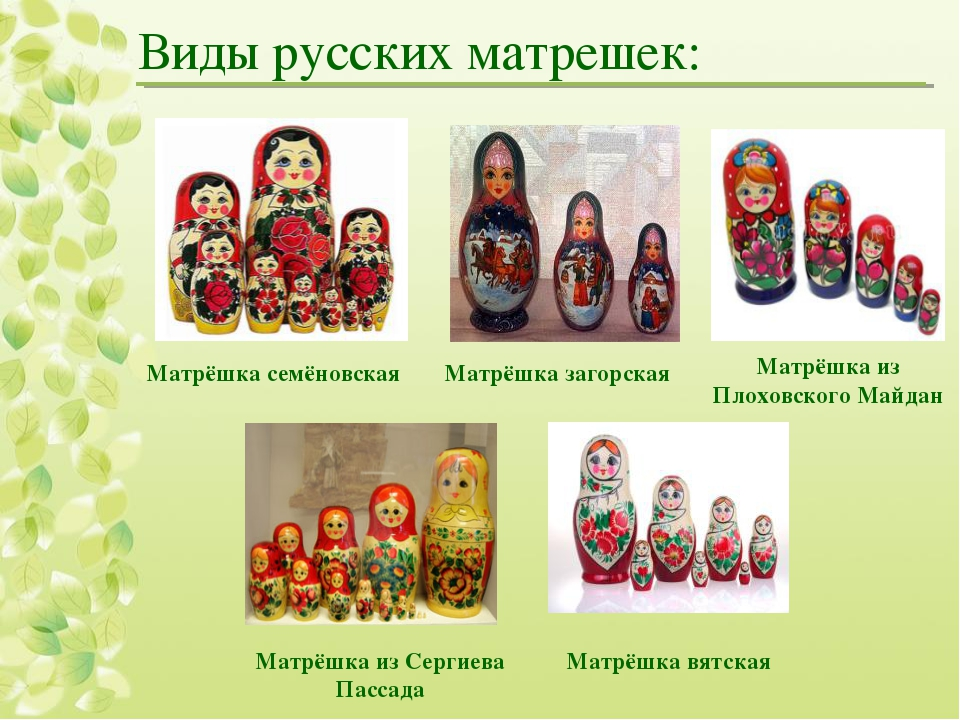 Виды русских матрешек:
Матрёшка семёновская
Матрёшка загорская
Матрёшка из
Плоховского Майдан
Матрёшка из Сергиева
Пассада
Матрёшка вятская